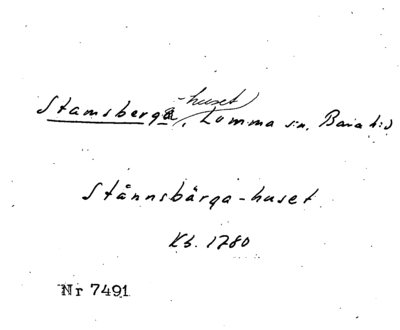 Stamsberga-huset, Lomma sn, Bara hd
Stånnsbärga-huset
Kb. 1780
Nr 7491